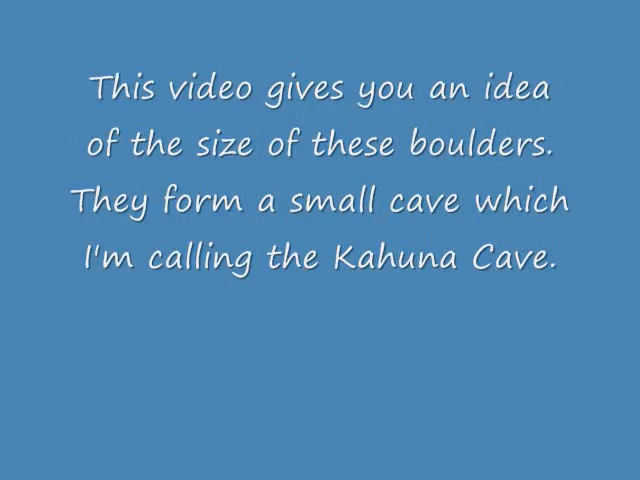 This video gives you an idea
of the size of these boulders.
They form a small cave which
I'm calling the Kahuna Cave.